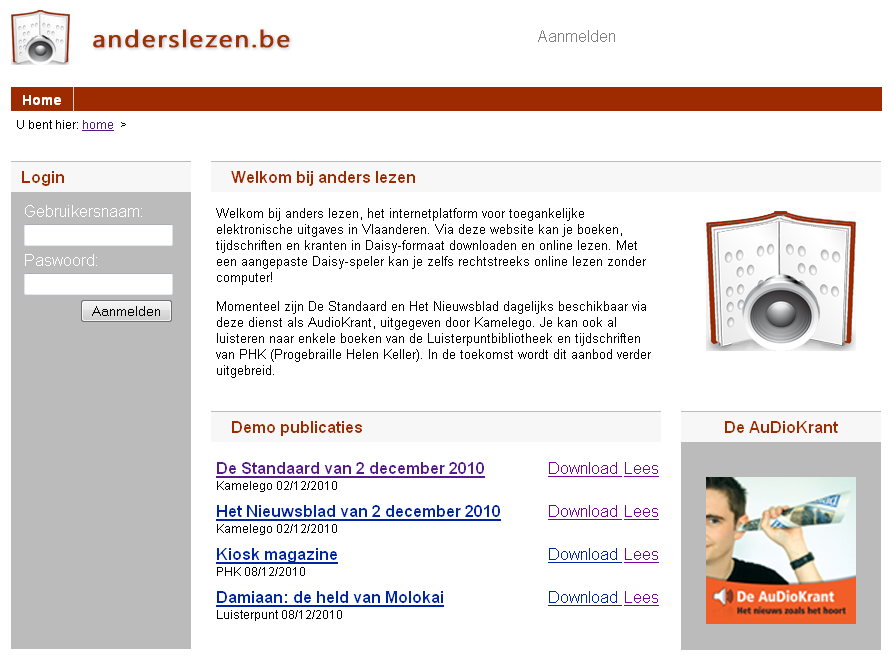 anderslezen.be
Aanmelden
Home
U bent hier: home >
Login
Gebruikersnaam:
Paswoord:
Aanmelden
Welkom bij anders lezen
Welkom bij anders lezen, het internetplatform voor toegankelijke
elektronische uitgaves in Vlaanderen. Via deze website kan je boeken,
tijdschriften en kranten in Daisy-formaat downloaden en online lezen. Met
een aangepaste Daisy-speler kan je zelfs rechtstreeks online lezen zonder
computer!
Momenteel zijn De Standaard en Het Nieuwsblad dagelijks beschikbaar via
deze dienst als AudioKrant, uitgegeven door Kamelego. Je kan ook al
luisteren naar enkele boeken van de Luisterpuntbibliotheek en tijdschriften
van PHK (Progebraille Helen Keller). In de toekomst wordt dit aanbod verder
uitgebreid.
Demo publicaties
De Standaard van 2 december 2010 Download Lees
Kamelego 02/12/2010
Het Nieuwsblad van 2 december 2010 Download Lees
Kamelego 02/12/2010
Kiosk magazine Download Lees
PHK 08/12/2010
Damiaan: de held van Molokai Download Lees
Luisterpunt 08/12/2010
De AuDioKrant
De AuDioKrant
Het nieuws zoals het hoort